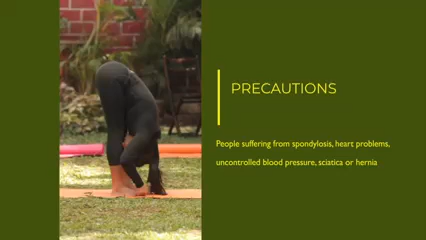 PRECAUTIONS
People suffering from spondylosis, heart problems,
uncontrolled blood pressure, sciatica or hernia